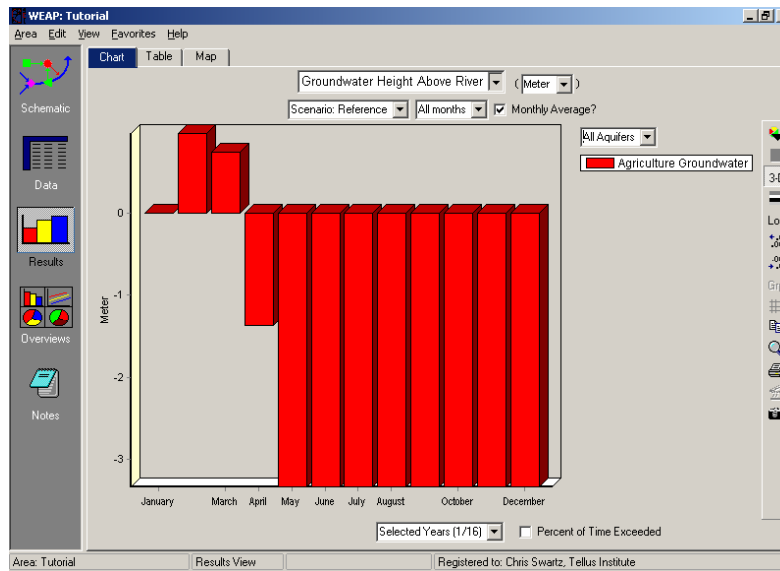 WEAP: Tutorial
Area Edit View Favorites Help
Chart Table Map
Groundwater Height Above River ( Meter )
Scenario: Reference All months Monthly Average?
All Aquifers
Agriculture Groundwater
Schematic
Data
Results
Overviews
Notes
3-D
Lo
Gr
Meter
0
-1
-2
-3
January March April May June July August October December
Selected Years (1/16) Percent of Time Exceeded
Area: Tutorial Results View Registered to: Chris Swartz, Tellus Institute